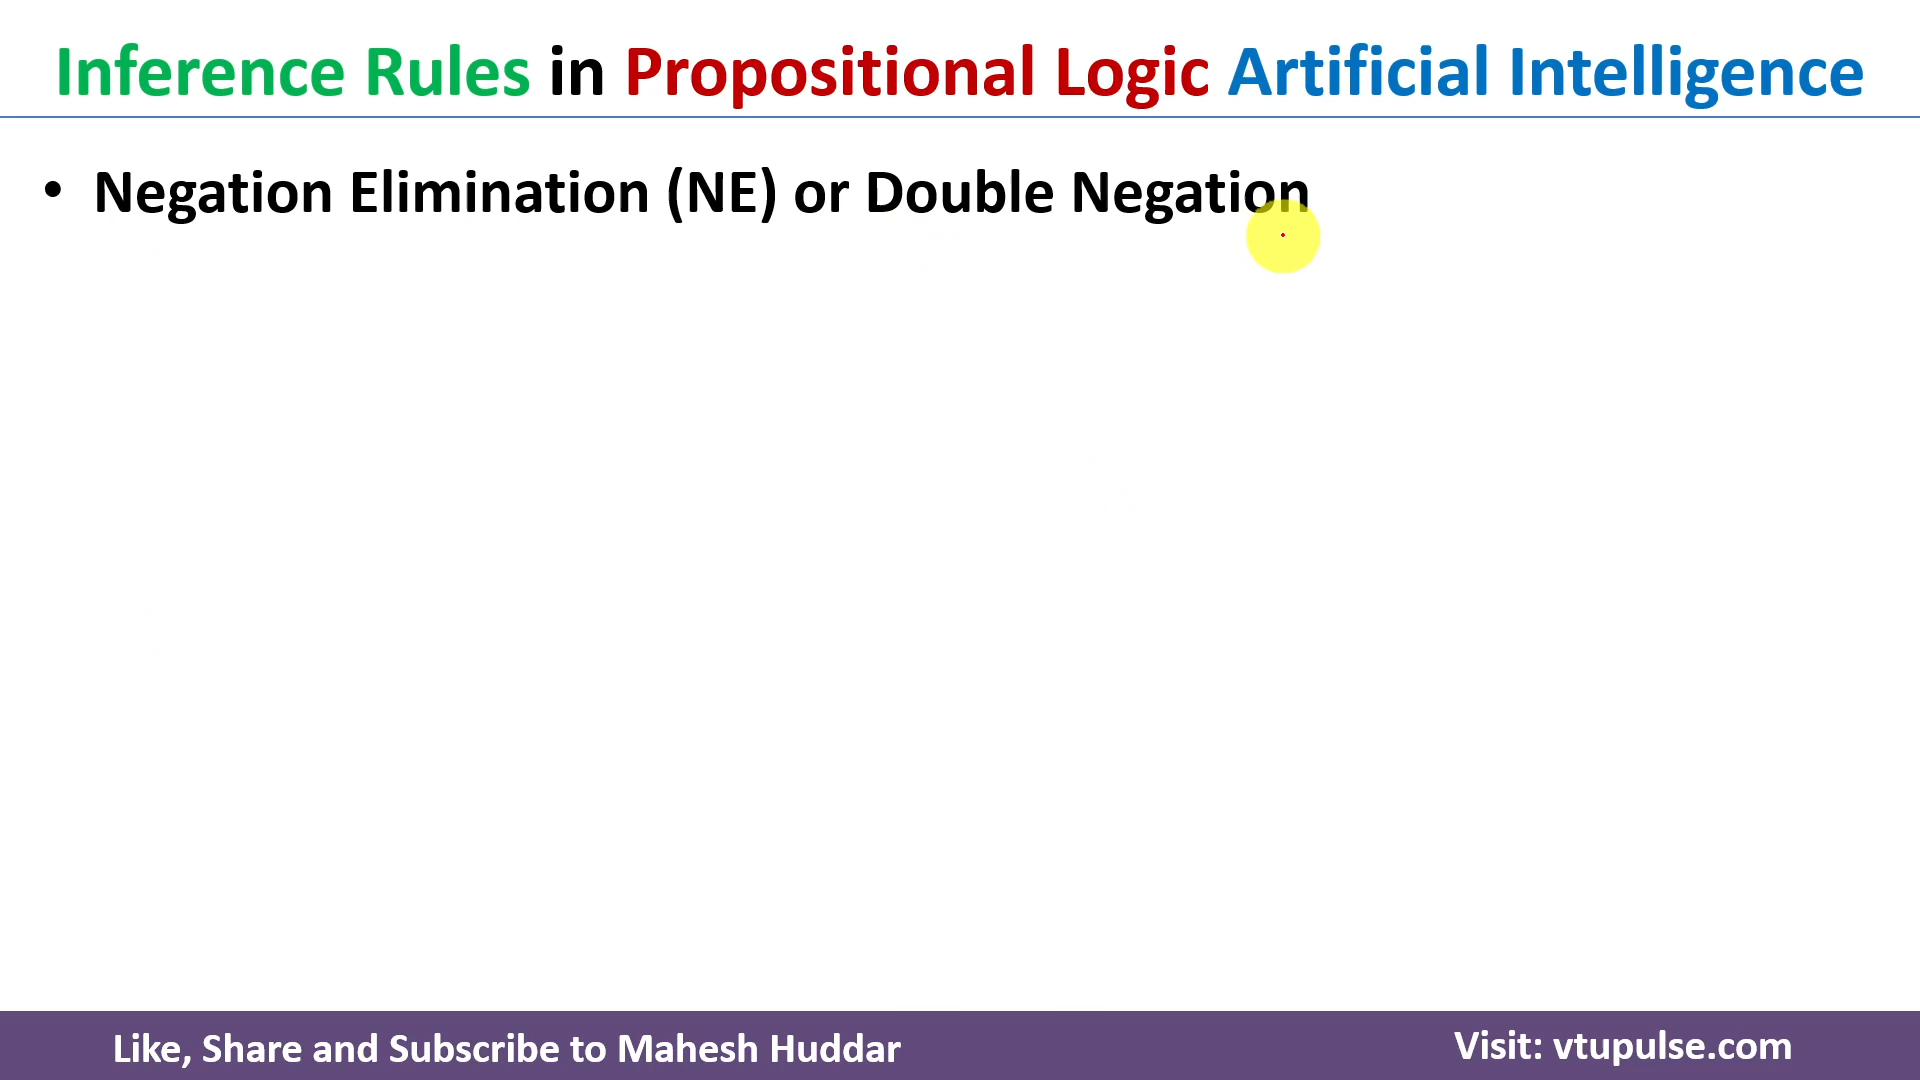 Inference Rules in Propositional Logic Artificial Intelligence
• Negation Elimination (NE) or Double Negation
Like, Share and Subscribe to Mahesh Huddar
Visit: vtupulse.com